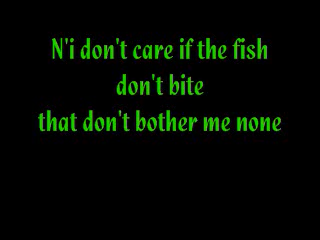 N'i don't care if the fish
don't bite
that don't bother me none